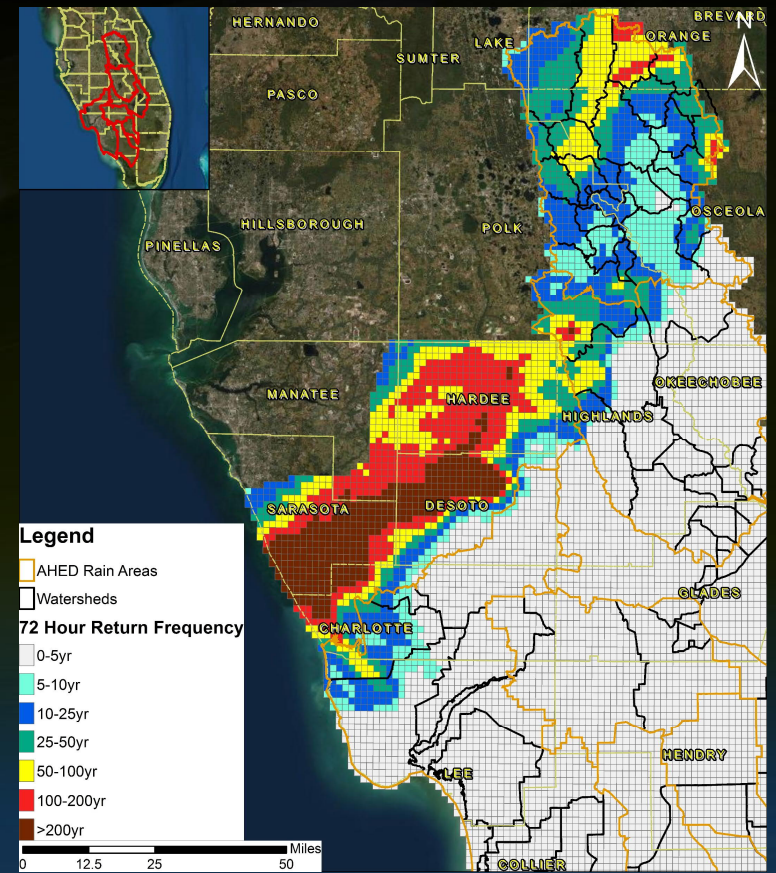 HERNANDO
BREVARD
N
LAKE
ORANGE
SUMTER
PASCO
OSCEOLA
HILLSBOROUGH
POLK
PINELLAS
OKEECHOBEE
MANATEE
HARDEE
HIGHLANDS
SARASOTA
DESOTO
Legend
AHED Rain Areas
Watersheds
GLADES
72 Hour Return Frequency
CHARLOTTE
0-5yr
5-10yr
10-25yr
25-50yr
HENDRY
50-100yr
LEE
100-200yr
>200yr
Miles
0 12.5 25 50
COLLIER